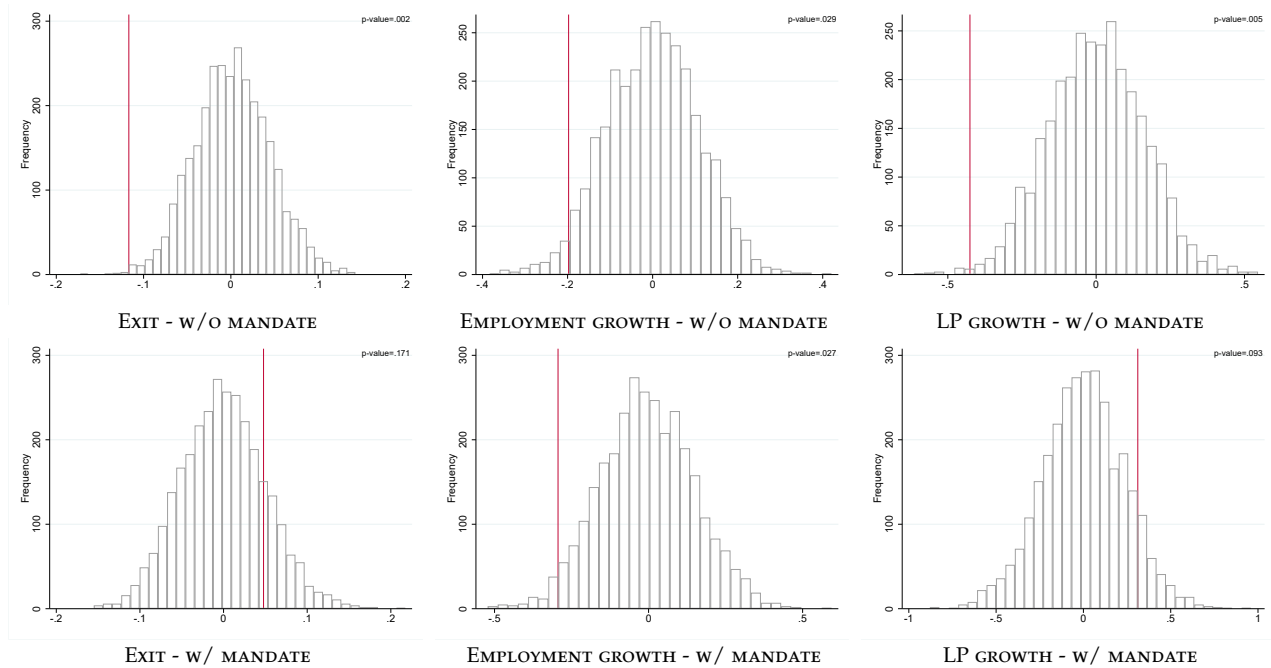 p-value=.002
Frequency
300
200
100
0
-.2 -.1 0 .1 .2
EXIT - W/O MANDATE
p-value=.029
Frequency
250
200
150
100
50
0
-.4 -.2 0 .2 .4
EMPLOYMENT GROWTH - W/O MANDATE
p-value=.005
Frequency
250
200
150
100
50
0
-.5 0 .5
LP GROWTH - W/O MANDATE
p-value=.171
Frequency
300
200
100
0
-.2 -.1 0 .1 .2
EXIT - W/ MANDATE
p-value=.027
Frequency
300
200
100
0
-.5 0 .5
EMPLOYMENT GROWTH - W/ MANDATE
p-value=.093
Frequency
300
200
100
0
-1 -.5 0 .5 1
LP GROWTH - W/ MANDATE